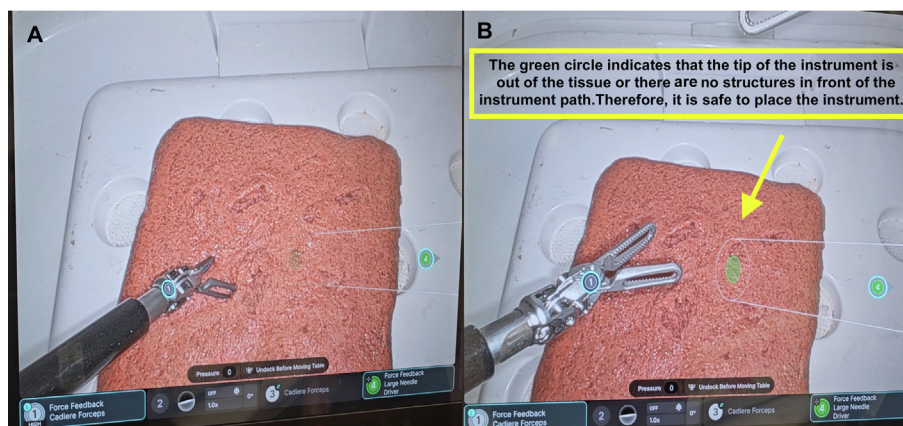 A
4
1
Pressure 0 Undock Before Moving Table
1
HIGH
Force Feedback
Cadiere Forceps
2
OFF
1.0x
0°
3
Cadiere Forceps
4
Force Feedback
Large Needle
Driver
B
The green circle indicates that the tip of the instrument is
out of the tissue or there are no structures in front of the
instrument path.Therefore, it is safe to place the instrument.
4
1
Pressure 0 Undock Before Moving Table
1
Force Feedback
Cadiere Forceps
2
OFF
1.0x
0°
3
Cadiere Forceps
4
Force Feedback
Large Needle
Driver